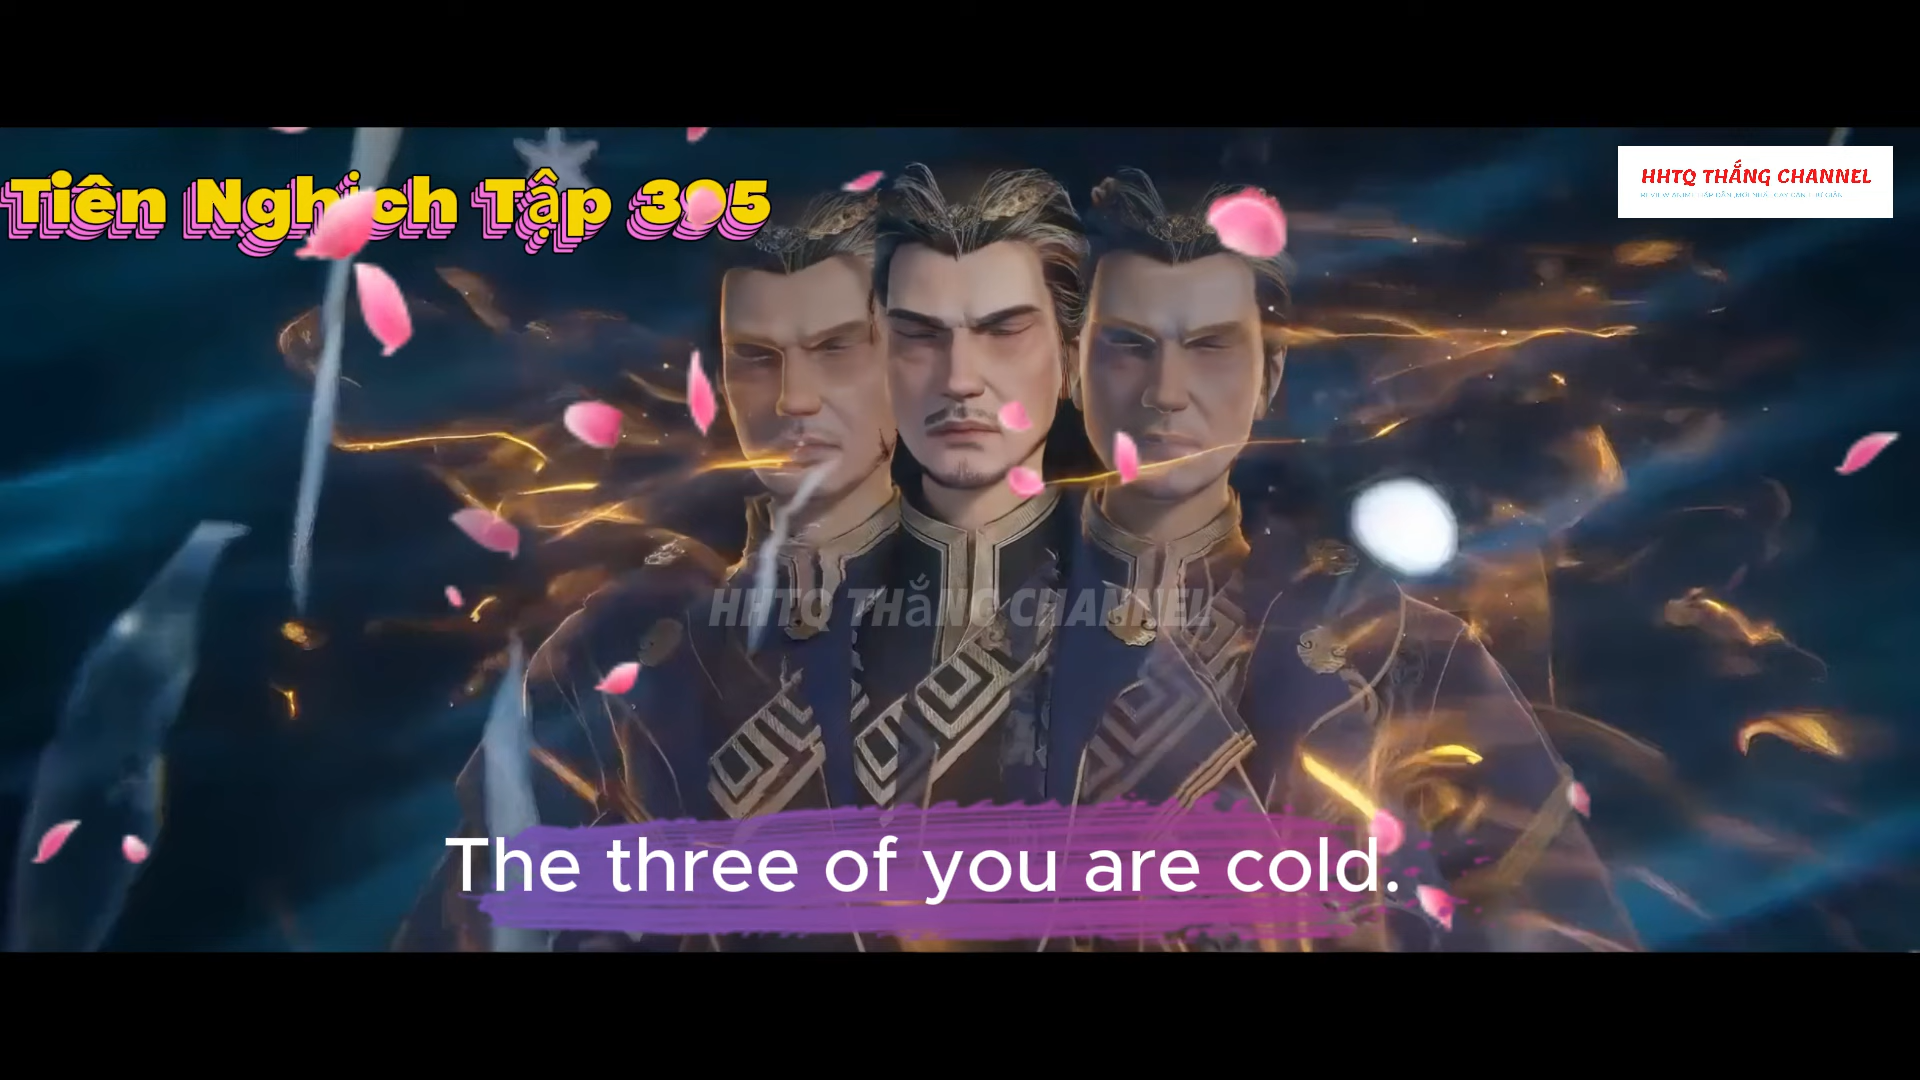 Tiên Nghịch Tập 395
HHTQ THẮNG CHANNEL
HHTQ THẮNG CHANNEL
The three of you are cold.